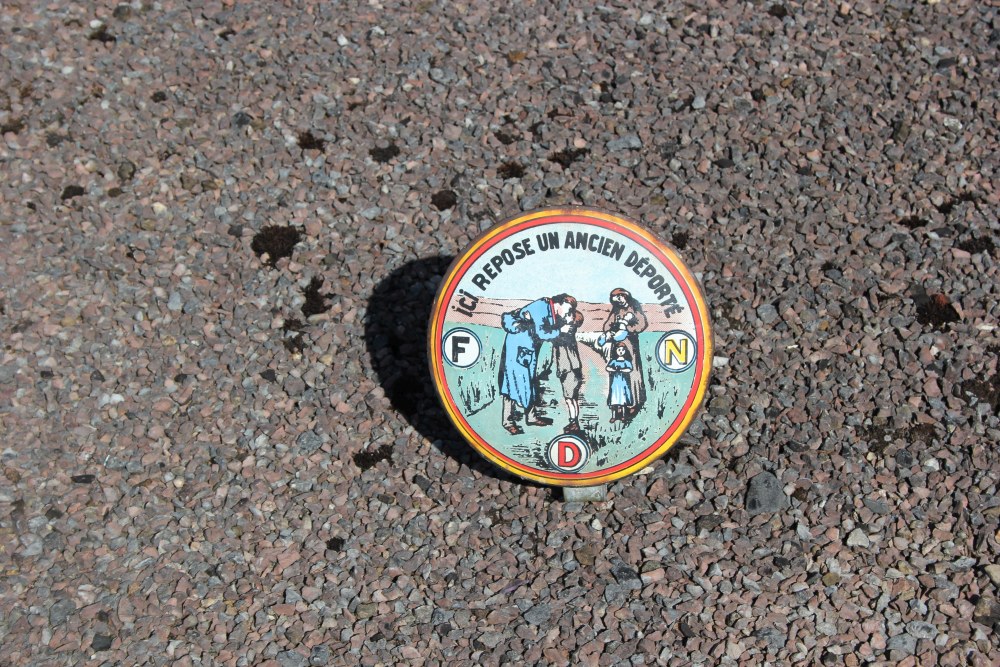 ici REPOSE UN ANCIEN DÉPORTÉ
F N
D